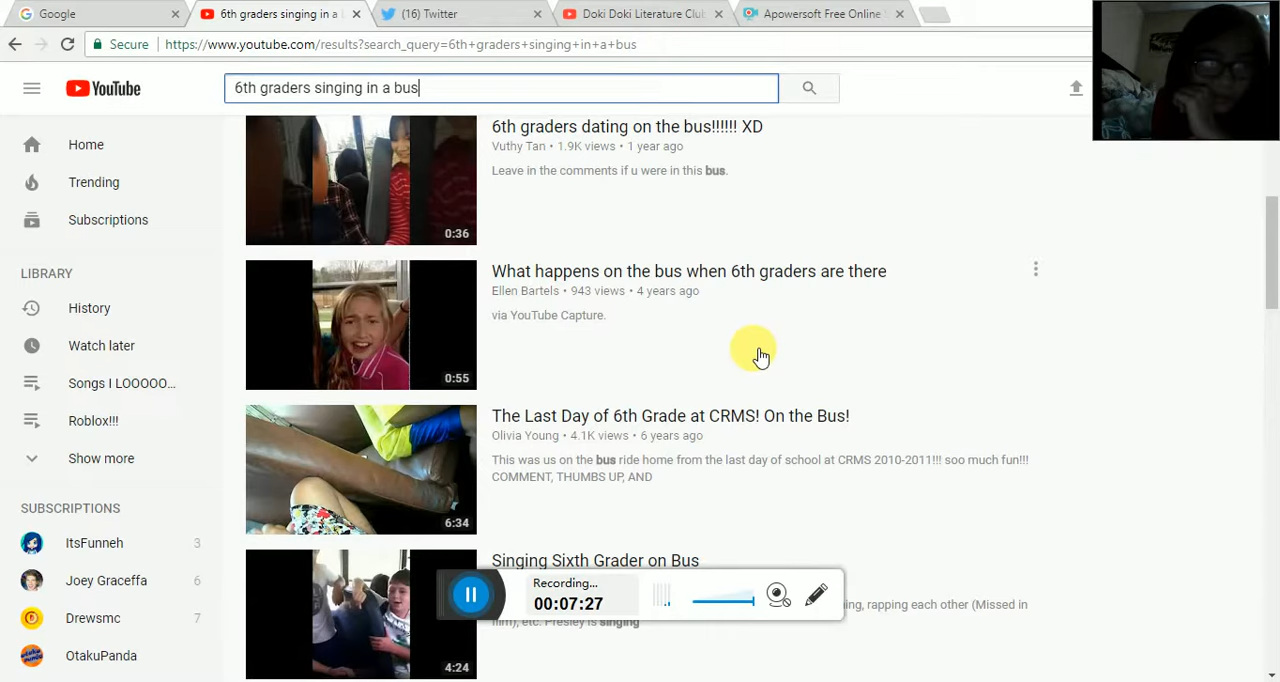 Google
6th graders singing in a
(16) Twitter
Doki Doki Literature Club
Apowersoft Free Online
Secure
https://www.youtube.com/results?search_query=6th+graders+singing+in+a+bus
YouTube
6th graders singing in a bus
Home
Trending
Subscriptions
LIBRARY
History
Watch later
Songs I LOOOOO...
Roblox!!!
Show more
SUBSCRIPTIONS
ItsFunneh 3
Joey Graceffa 6
Drewsmc 7
OtakuPanda
6th graders dating on the bus!!!!!! XD
Vuthy Tan • 1.9K views • 1 year ago
Leave in the comments if u were in this bus.
0:36
What happens on the bus when 6th graders are there
Ellen Bartels • 943 views • 4 years ago
via YouTube Capture.
0:55
The Last Day of 6th Grade at CRMS! On the Bus!
Olivia Young • 4.1K views • 6 years ago
This was us on the bus ride home from the last day of school at CRMS 2010-2011!!! soo much fun!!!
COMMENT, THUMBS UP, AND
6:34
Singing Sixth Grader on Bus
rapping each other (Missed in
etc. Presley is singing
4:24
Recording...
00:07:27